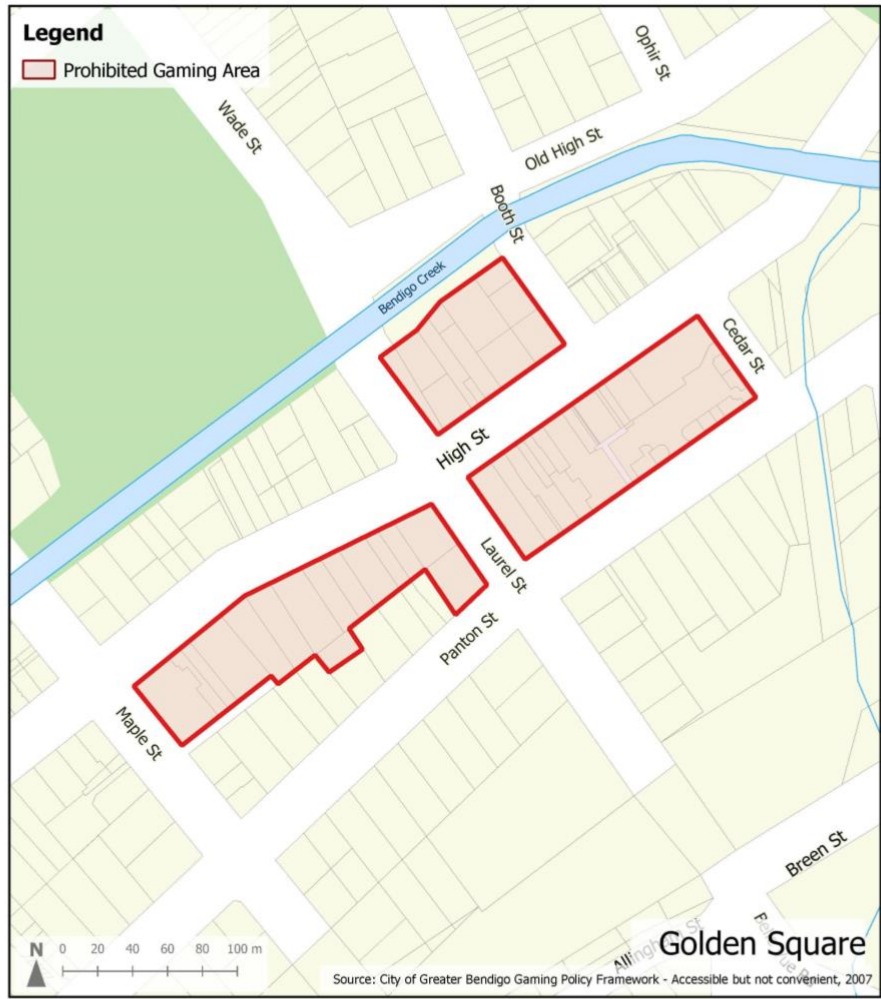 Legend
Prohibited Gaming Area
Ophir St
Wade St
Old High St
Booth St
Bendigo Creek
Cedar St
High St
Laurel St
Panton St
Maple St
Breen St
Golden Square
N
0 20 40 60 80 100 m
Source: City of Greater Bendigo Gaming Policy Framework - Accessible but not convenient, 2007